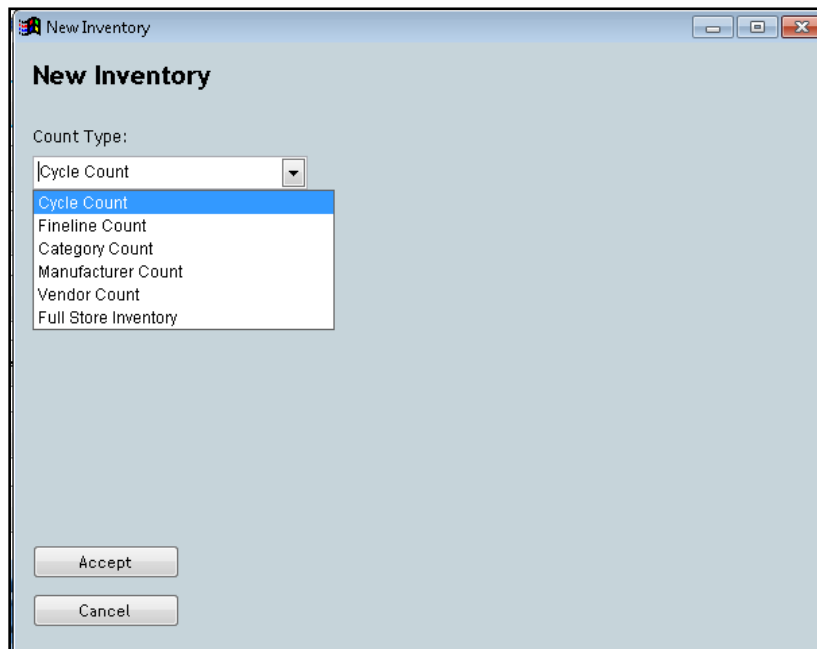 New Inventory
New Inventory
Count Type:
Cycle Count
Cycle Count
Fineline Count
Category Count
Manufacturer Count
Vendor Count
Full Store Inventory
Accept
Cancel